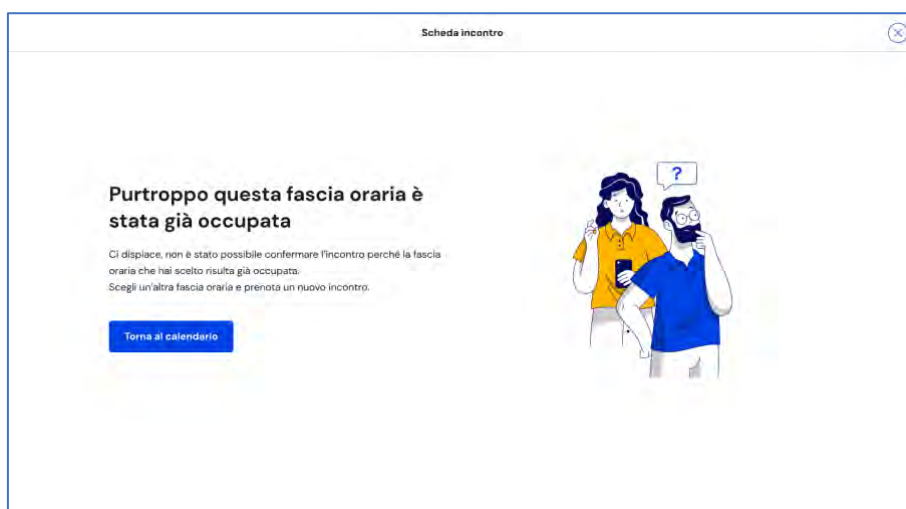 Scheda incontro
?
Purtroppo questa fascia oraria è
stata già occupata
Ci dispiace, non è stato possibile confermare l'incontro perché la fascia
oraria che hai scelto risulta già occupata.
Scegli un'altra fascia oraria e prenota un nuovo incontro.
Torna al calendario